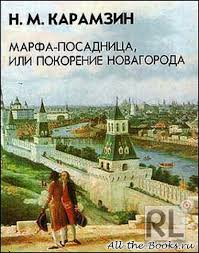 Н. М. КАРАМЗИН
МАРФА-ПОСАДНИЦА,
ИЛИ ПОКОРЕНИЕ НОВАГОРОДА
RL
All the Books.ru